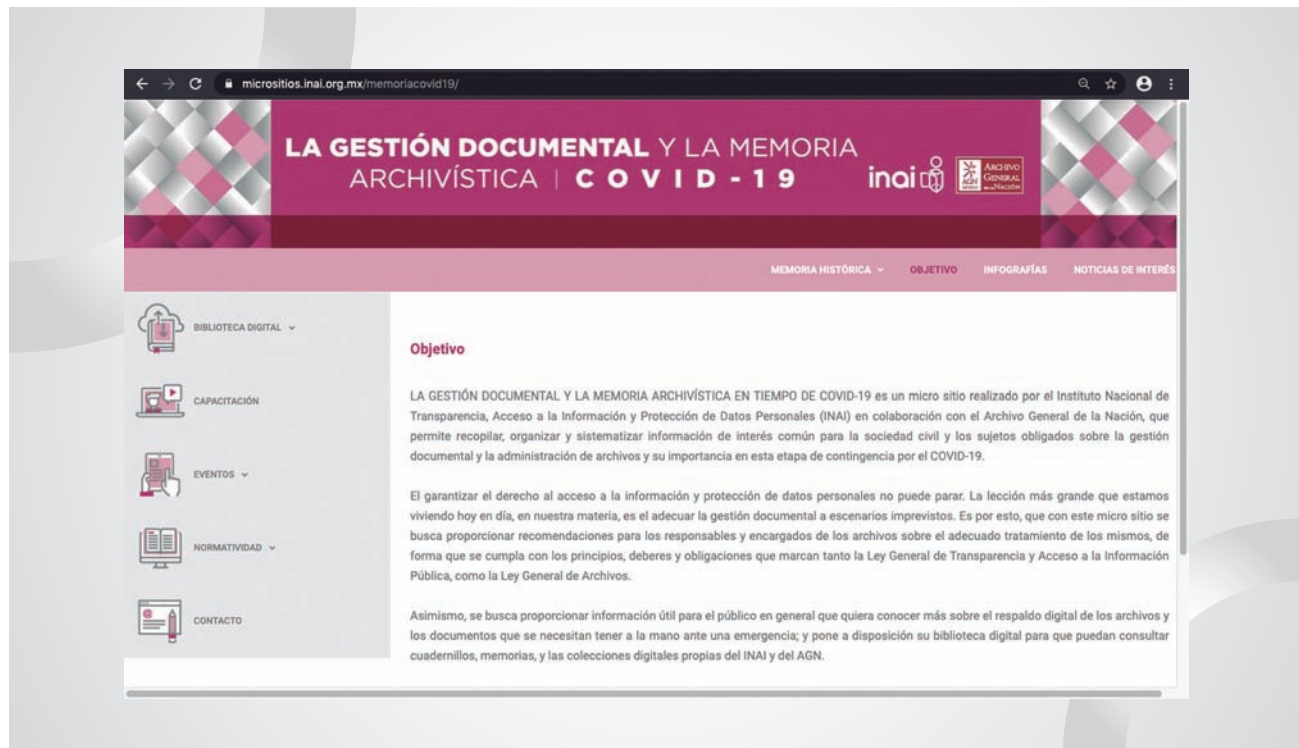 micrositios.inai.org.mx/memoriacovid19/
LA GESTIÓN DOCUMENTAL Y LA MEMORIA
ARCHIVÍSTICA | COVID-19
inai
AGN
ARCHIVO
GENERAL
DE LA NACIÓN
MEMORIA HISTÓRICA
OBJETIVO
INFOGRAFÍAS
NOTICIAS DE INTERÉS
BIBLIOTECA DIGITAL
CAPACITACIÓN
EVENTOS
NORMATIVIDAD
CONTACTO
Objetivo
LA GESTIÓN DOCUMENTAL Y LA MEMORIA ARCHIVÍSTICA EN TIEMPO DE COVID-19 es un micro sitio realizado por el Instituto Nacional de
Transparencia, Acceso a la Información y Protección de Datos Personales (INAI) en colaboración con el Archivo General de la Nación, que
permite recopilar, organizar y sistematizar información de interés común para la sociedad civil y los sujetos obligados sobre la gestión
documental y la administración de archivos y su importancia en esta etapa de contingencia por el COVID-19.
El garantizar el derecho al acceso a la información y protección de datos personales no puede parar. La lección más grande que estamos
viviendo hoy en día, en nuestra materia, es el adecuar la gestión documental a escenarios imprevistos. Es por esto, que con este micro sitio se
busca proporcionar recomendaciones para los responsables y encargados de los archivos sobre el adecuado tratamiento de los mismos, de
forma que se cumpla con los principios, deberes y obligaciones que marcan tanto la Ley General de Transparencia y Acceso a la Información
Pública, como la Ley General de Archivos.
Asimismo, se busca proporcionar información útil para el público en general que quiera conocer más sobre el respaldo digital de los archivos y
los documentos que se necesitan tener a la mano ante una emergencia; y pone a disposición su biblioteca digital para que puedan consultar
cuadernillos, memorias, y las colecciones digitales propias del INAI y del AGN.